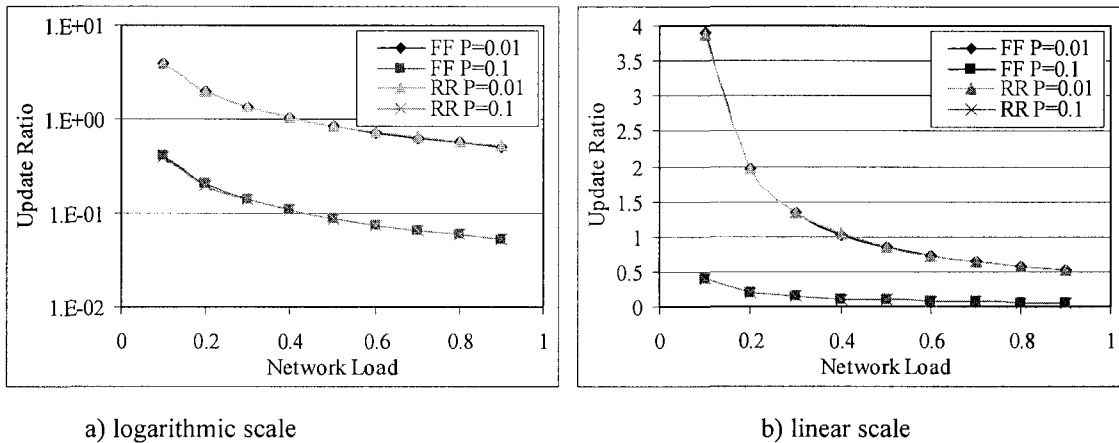 1.E+01
1.E+00
1.E-01
1.E-02
Update Ratio
FF P=0.01
FF P=0.1
RR P=0.01
RR P=0.1
0
0.2
0.4
0.6
0.8
1
Network Load
a) logarithmic scale
4
3.5
3
2.5
2
1.5
1
0.5
0
Update Ratio
FF P=0.01
FF P=0.1
RR P=0.01
RR P=0.1
0
0.2
0.4
0.6
0.8
1
Network Load
b) linear scale